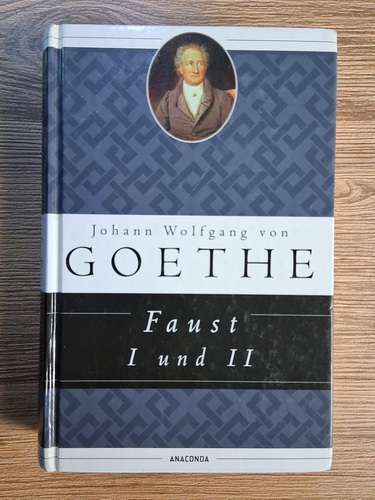 Johann Wolfgang von
GOETHE
Faust
I und II
ANACONDA